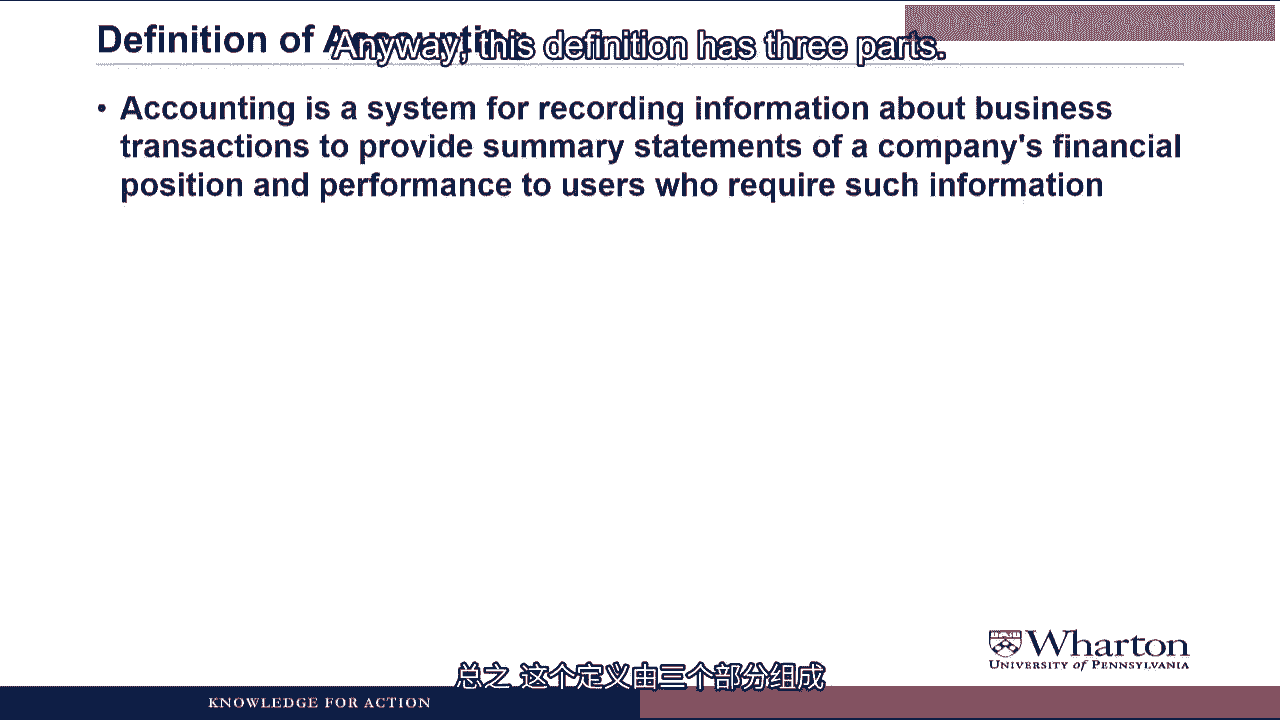 Definition of Accounting
Anyway, this definition has three parts.
• Accounting is a system for recording information about business
transactions to provide summary statements of a company's financial
position and performance to users who require such information
Wharton
UNIVERSITY of PENNSYLVANIA
总之 这个定义由三个部分组成
KNOWLEDGE FOR ACTION